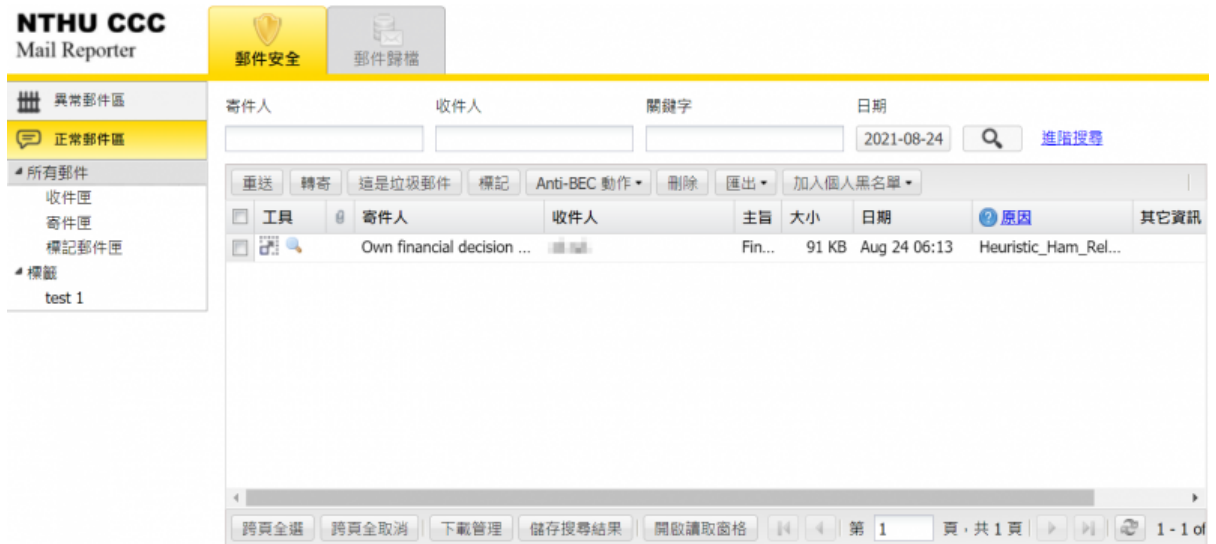 NTHU CCC
Mail Reporter
郵件安全
郵件歸檔
異常郵件區
正常郵件區
所有郵件
收件匣
寄件匣
標記郵件匣
標籤
test 1
寄件人 收件人 關鍵字 日期
2021-08-24 進階搜尋
重送 轉寄 這是垃圾郵件 標記 Anti-BEC 動作 刪除 匯出 加入個人黑名單
工具 寄件人 收件人 主旨 大小 日期 ? 原因 其它資訊
Own financial decision ... Fin... 91 KB Aug 24 06:13 Heuristic_Ham_Rel...
跨頁全選 跨頁全取消 下載管理 儲存搜尋結果 開啟讀取窗格 第 1 頁，共 1 頁 1 - 1 of